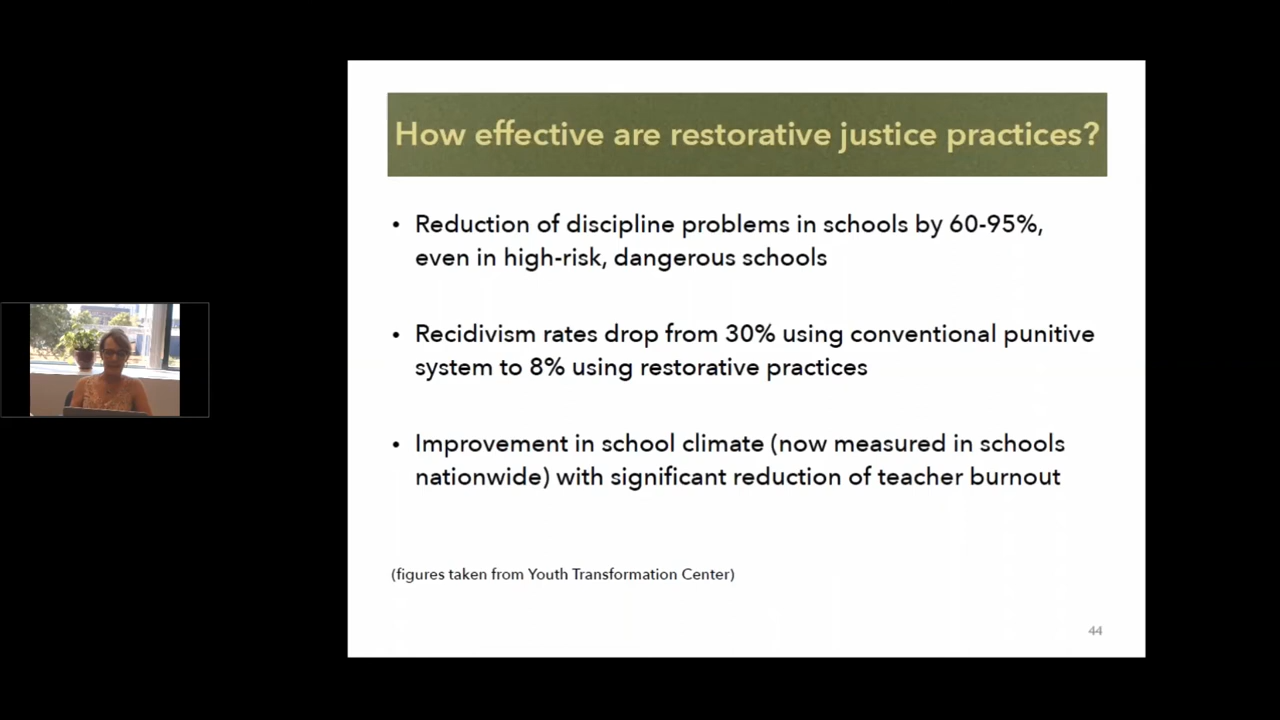 How effective are restorative justice practices?
• Reduction of discipline problems in schools by 60-95%,
even in high-risk, dangerous schools
• Recidivism rates drop from 30% using conventional punitive
system to 8% using restorative practices
• Improvement in school climate (now measured in schools
nationwide) with significant reduction of teacher burnout
(figures taken from Youth Transformation Center)
44